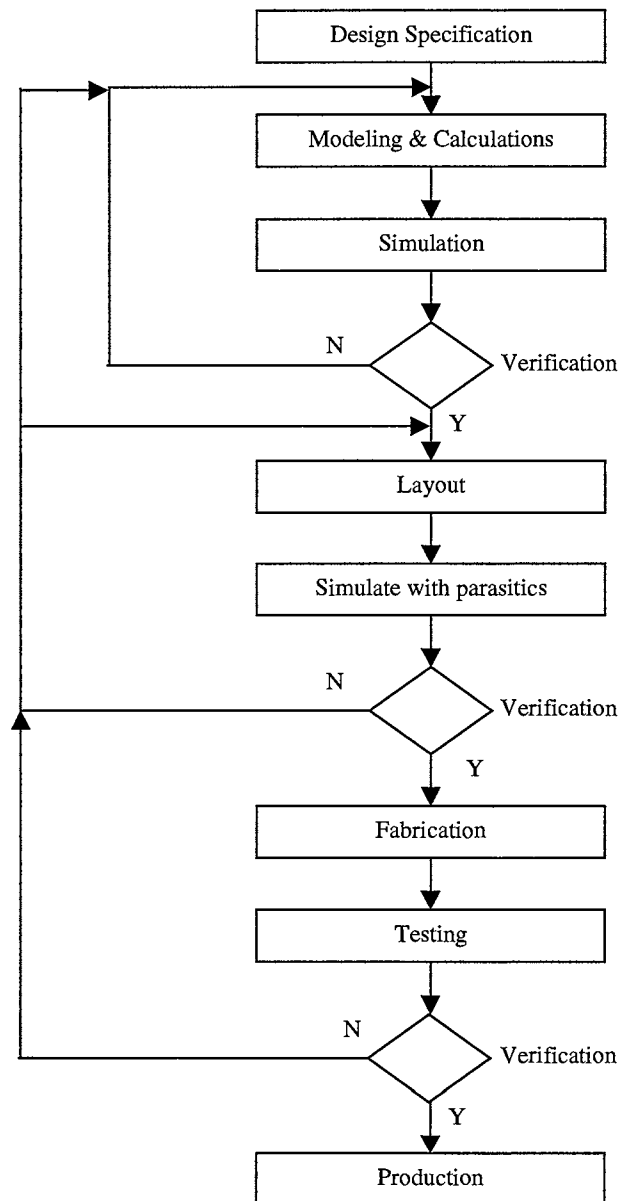 Design Specification
Modeling & Calculations
Simulation
N
Verification
Y
Layout
Simulate with parasitics
N
Verification
Y
Fabrication
Testing
N
Verification
Y
Production